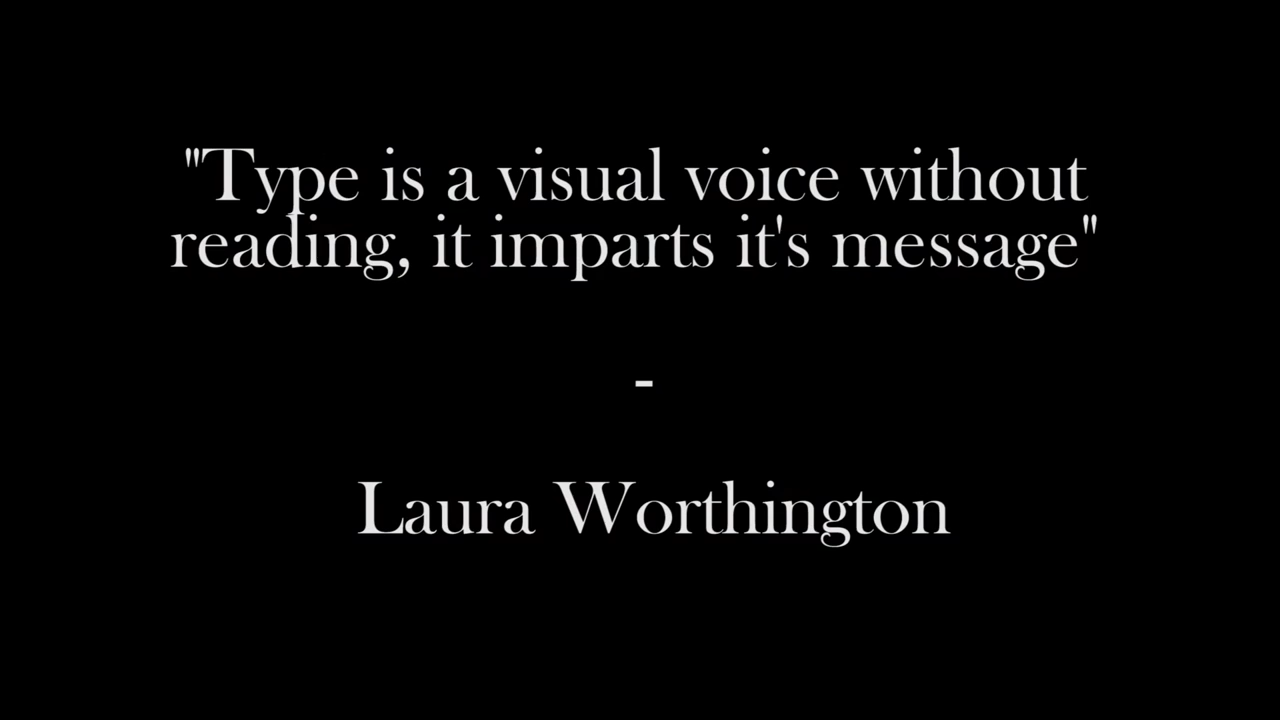 "Type is a visual voice without
reading, it imparts it's message"
-
Laura Worthington